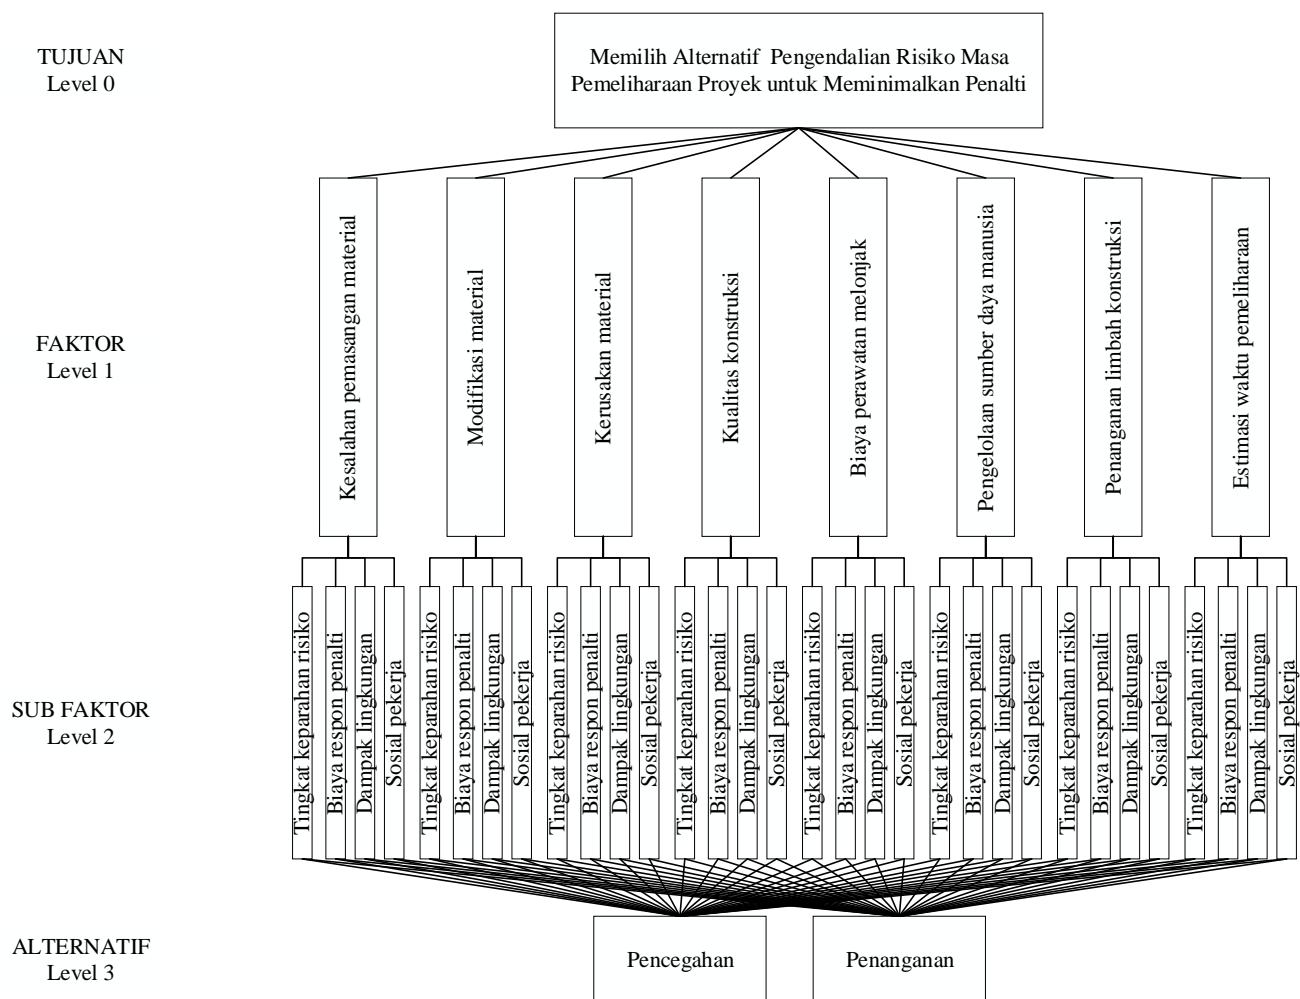 TUJUAN
Level 0
Memilih Alternatif Pengendalian Risiko Masa
Pemeliharaan Proyek untuk Meminimalkan Penalti
FAKTOR
Level 1
Kesalahan pemasangan material
Modifikasi material
Kerusakan material
Kualitas konstruksi
Biaya perawatan melonjak
Pengelolaan sumber daya manusia
Penanganan limbah konstruksi
Estimasi waktu pemeliharaan
SUB FAKTOR
Level 2
Tingkat keparahan risiko
Biaya respon penalti
Dampak lingkungan
Sosial pekerja
Tingkat keparahan risiko
Biaya respon penalti
Dampak lingkungan
Sosial pekerja
Tingkat keparahan risiko
Biaya respon penalti
Dampak lingkungan
Sosial pekerja
Tingkat keparahan risiko
Biaya respon penalti
Dampak lingkungan
Sosial pekerja
Tingkat keparahan risiko
Biaya respon penalti
Dampak lingkungan
Sosial pekerja
Tingkat keparahan risiko
Biaya respon penalti
Dampak lingkungan
Sosial pekerja
Tingkat keparahan risiko
Biaya respon penalti
Dampak lingkungan
Sosial pekerja
Tingkat keparahan risiko
Biaya respon penalti
Dampak lingkungan
Sosial pekerja
ALTERNATIF
Level 3
Pencegahan
Penanganan